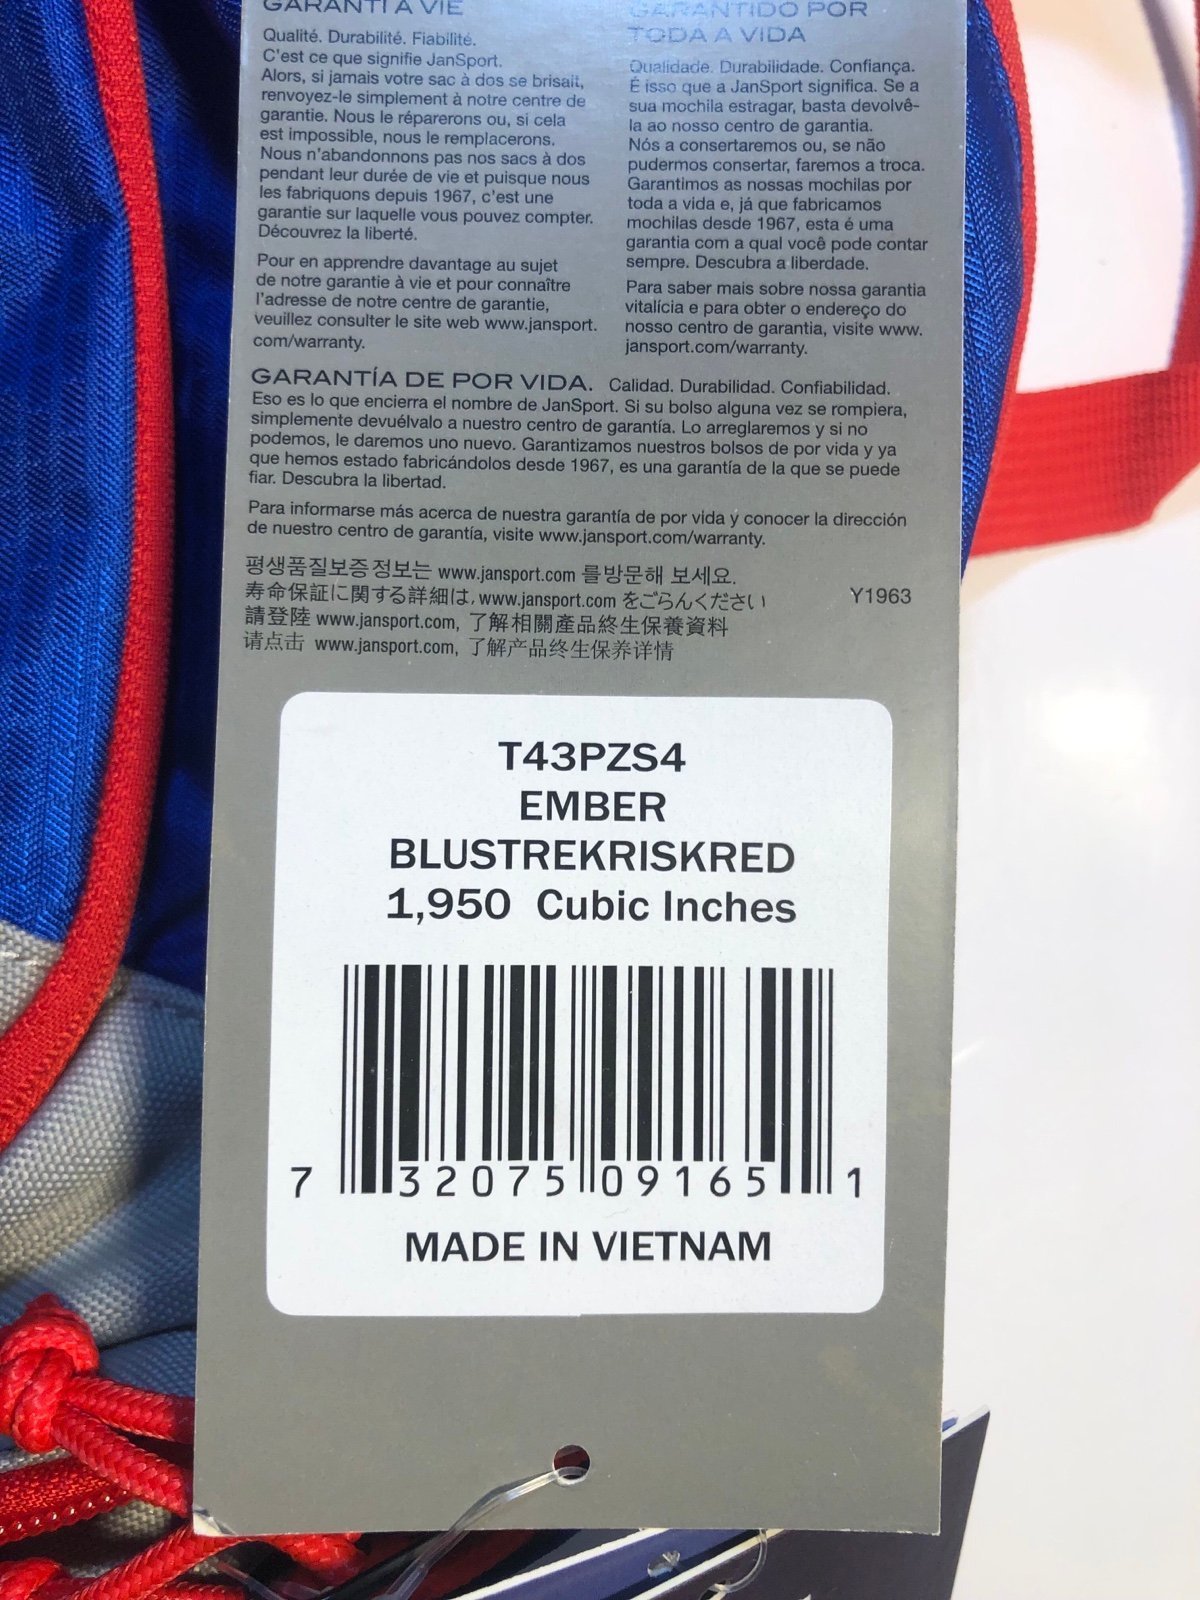 GARANTI À VIE
Qualité. Durabilité. Fiabilité.
C'est ce que signifie JanSport.
Alors, si jamais votre sac à dos se brisait,
renvoyez-le simplement à notre centre de
garantie. Nous le réparerons ou, si cela
est impossible, nous le remplacerons.
Nous n'abandonnons pas nos sacs à dos
pendant leur durée de vie et puisque nous
les fabriquons depuis 1967, c'est une
garantie sur laquelle vous pouvez compter.
Découvrez la liberté.
Pour en apprendre davantage au sujet
de notre garantie à vie et pour connaître
l'adresse de notre centre de garantie,
veuillez consulter le site web www.jansport.
com/warranty.
GARANTIDO POR
TODA A VIDA
Qualidade. Durabilidade. Confiança.
É isso que a JanSport significa. Se a
sua mochila estragar, basta devolvê-
la ao nosso centro de garantia.
Nós a consertaremos ou, se não
pudermos consertar, faremos a troca.
Garantimos as nossas mochilas por
toda a vida e, já que fabricamos
mochilas desde 1967, esta é uma
garantia com a qual você pode contar
sempre. Descubra a liberdade.
Para saber mais sobre nossa garantia
vitalícia e para obter o endereço do
nosso centro de garantia, visite www.
jansport.com/warranty.
GARANTÍA DE POR VIDA. Calidad. Durabilidad. Confiabilidad.
Eso es lo que encierra el nombre de JanSport. Si su bolso alguna vez se rompiera,
simplemente devuélvalo a nuestro centro de garantía. Lo arreglaremos y si no
podemos, le daremos uno nuevo. Garantizamos nuestros bolsos de por vida y ya
que hemos estado fabricándolos desde 1967, es una garantía de la que se puede
fiar. Descubra la libertad.
Para informarse más acerca de nuestra garantía de por vida y conocer la dirección
de nuestro centro de garantía, visite www.jansport.com/warranty.
평생품질보증정보는 www.jansport.com 를방문해 보세요.
寿命保証に関する詳細は, www.jansport.com をごらんください
請登陸 www.jansport.com, 了解相關產品終生保養資料
请点击 www.jansport.com, 了解产品终生保养详情
Y1963
T43PZS4
EMBER
BLUSTREKRISKRED
1,950 Cubic Inches
7 32075 09165 1
MADE IN VIETNAM